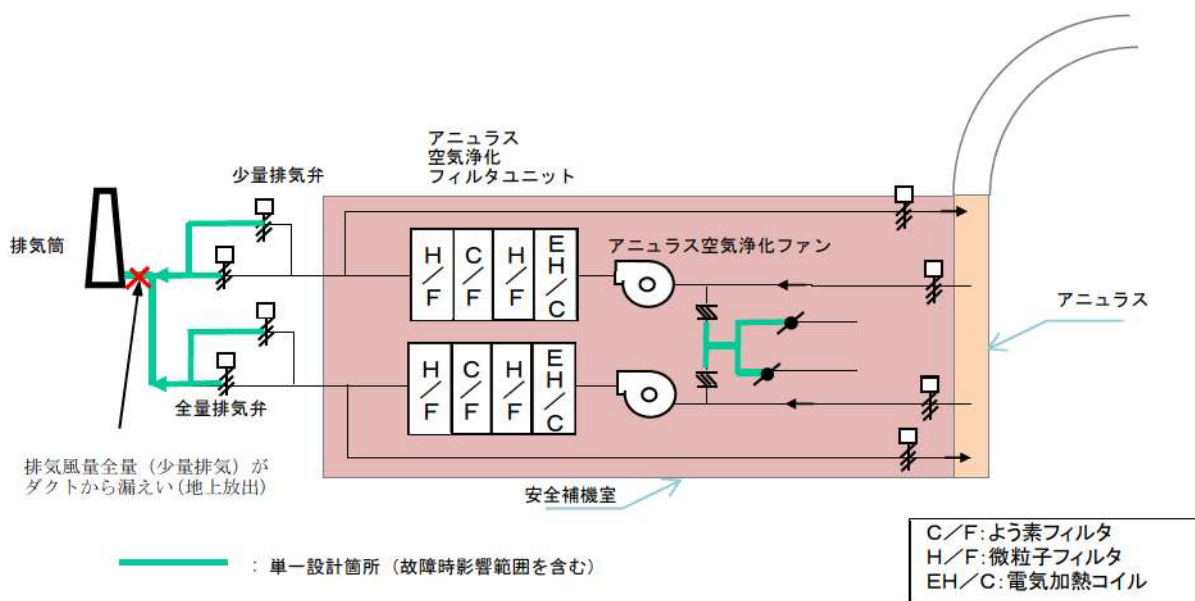 アニュラス
空気浄化
フィルタユニット
少量排気弁
排気筒
アニュラス空気浄化ファン
H/F
C/F
H/F
EH/C
アニュラス
H/F
C/F
H/F
EH/C
全量排気弁
排気風量全量（少量排気）が
ダクトから漏えい（地上放出）
安全補機室
：単一設計箇所（故障時影響範囲を含む）
C／F：よう素フィルタ
H／F：微粒子フィルタ
EH／C：電気加熱コイル